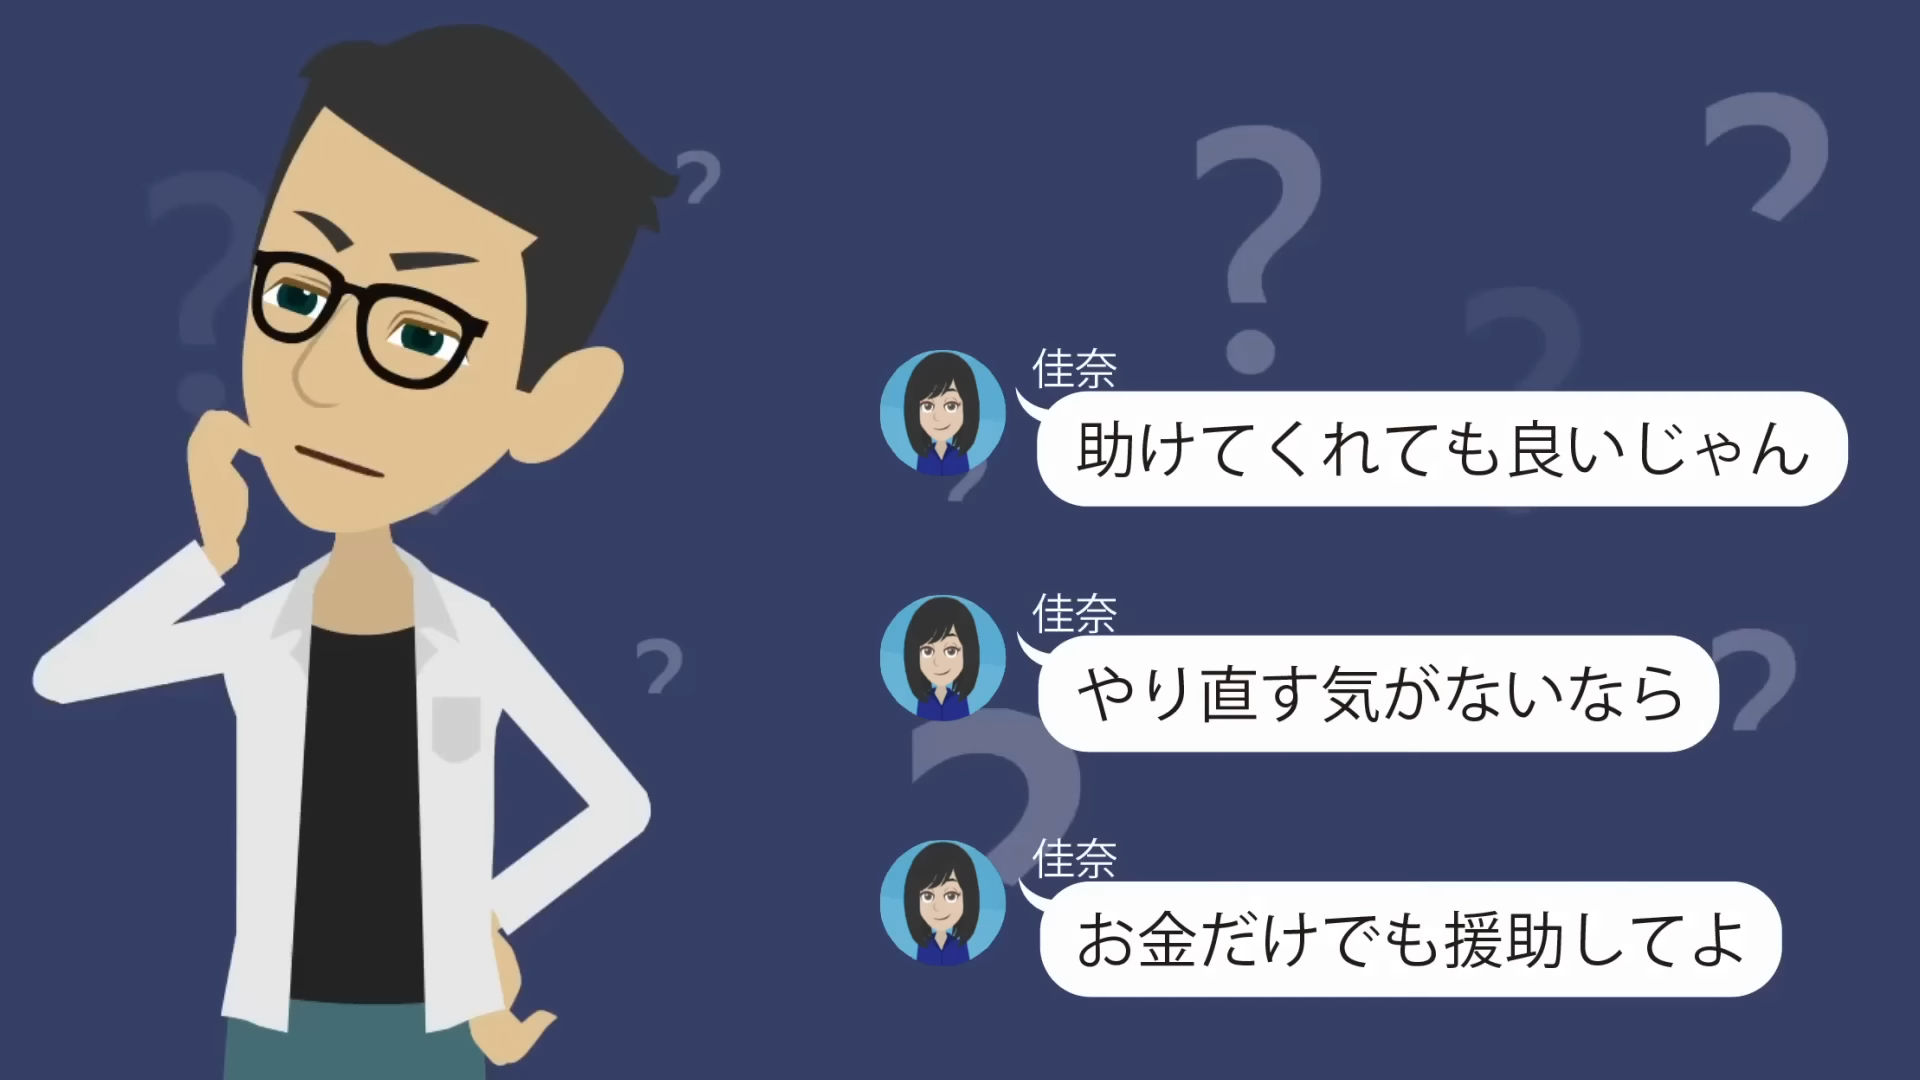 佳奈
助けてくれても良いじゃん
佳奈
やり直す気がないなら
佳奈
お金だけでも援助してよ